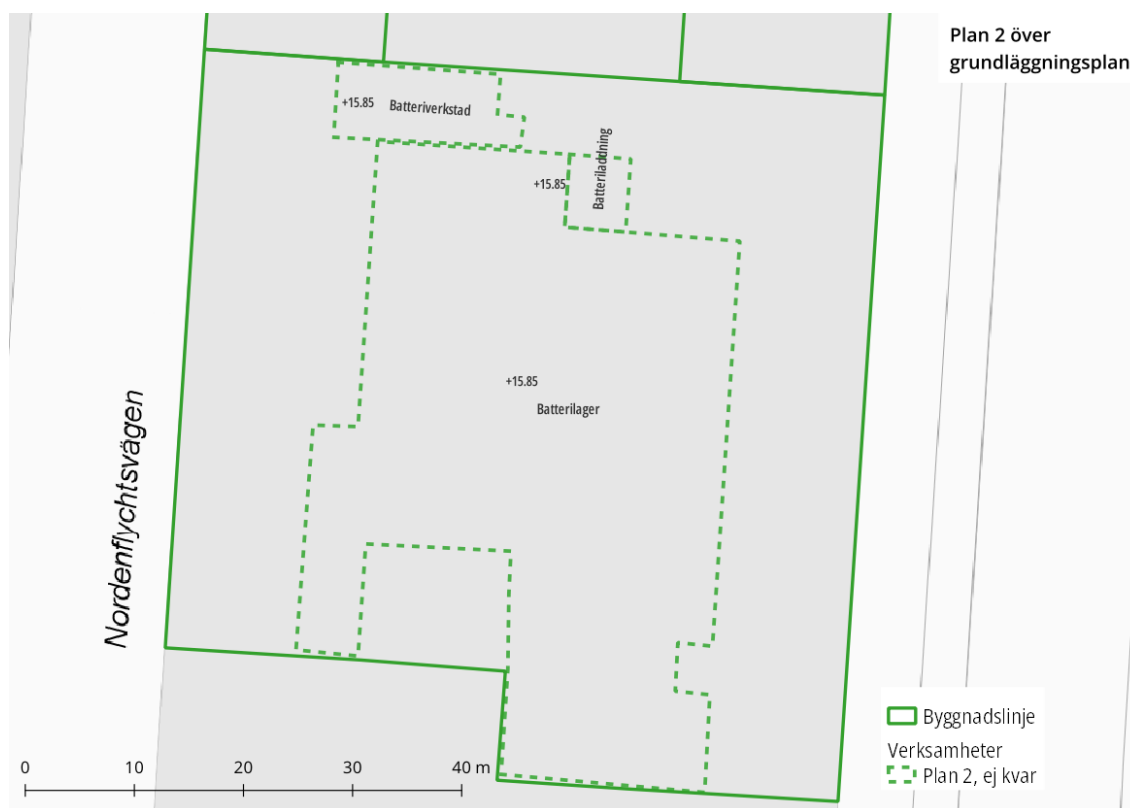 Plan 2 över
grundläggningsplan
+15.85 Batteriverkstad
+15.85
Batteriladdning
+15.85
Batterilager
Nordenflychtsvägen
Byggnadslinje
Verksamheter
Plan 2, ej kvar
0 10 20 30 40 m